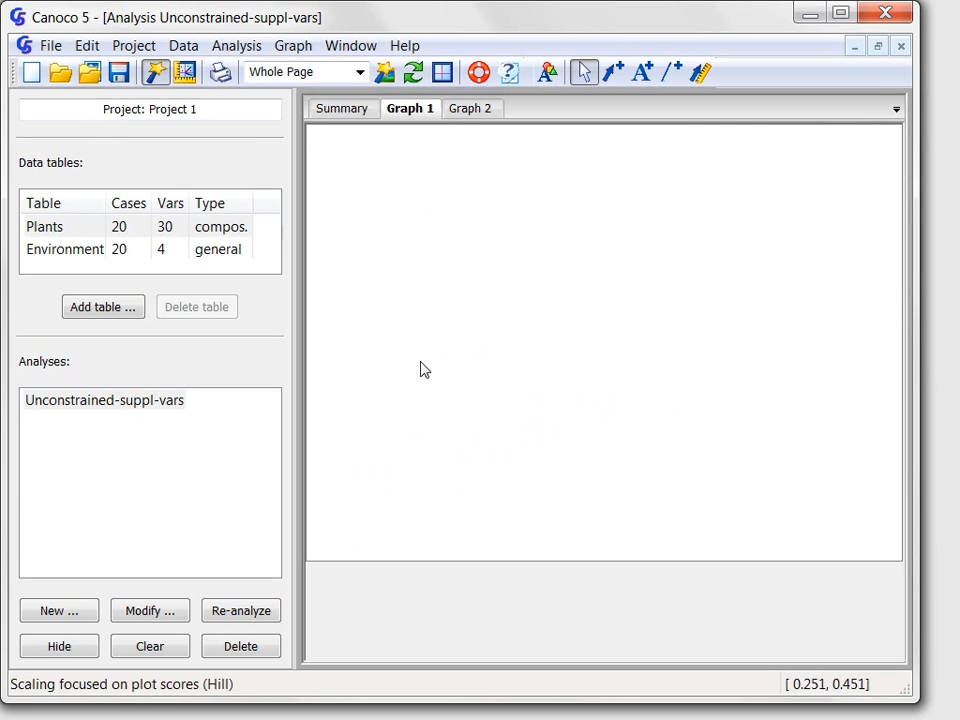 Canoco 5 - [Analysis Unconstrained-suppl-vars]
File Edit Project Data Analysis Graph Window Help
Whole Page
Project: Project 1
Summary Graph 1 Graph 2
Data tables:
Table Cases Vars Type
Plants 20 30 compos.
Environment 20 4 general
Add table ... Delete table
Analyses:
Unconstrained-suppl-vars
New ... Modify ... Re-analyze
Hide Clear Delete
Scaling focused on plot scores (Hill) [ 0.251, 0.451]